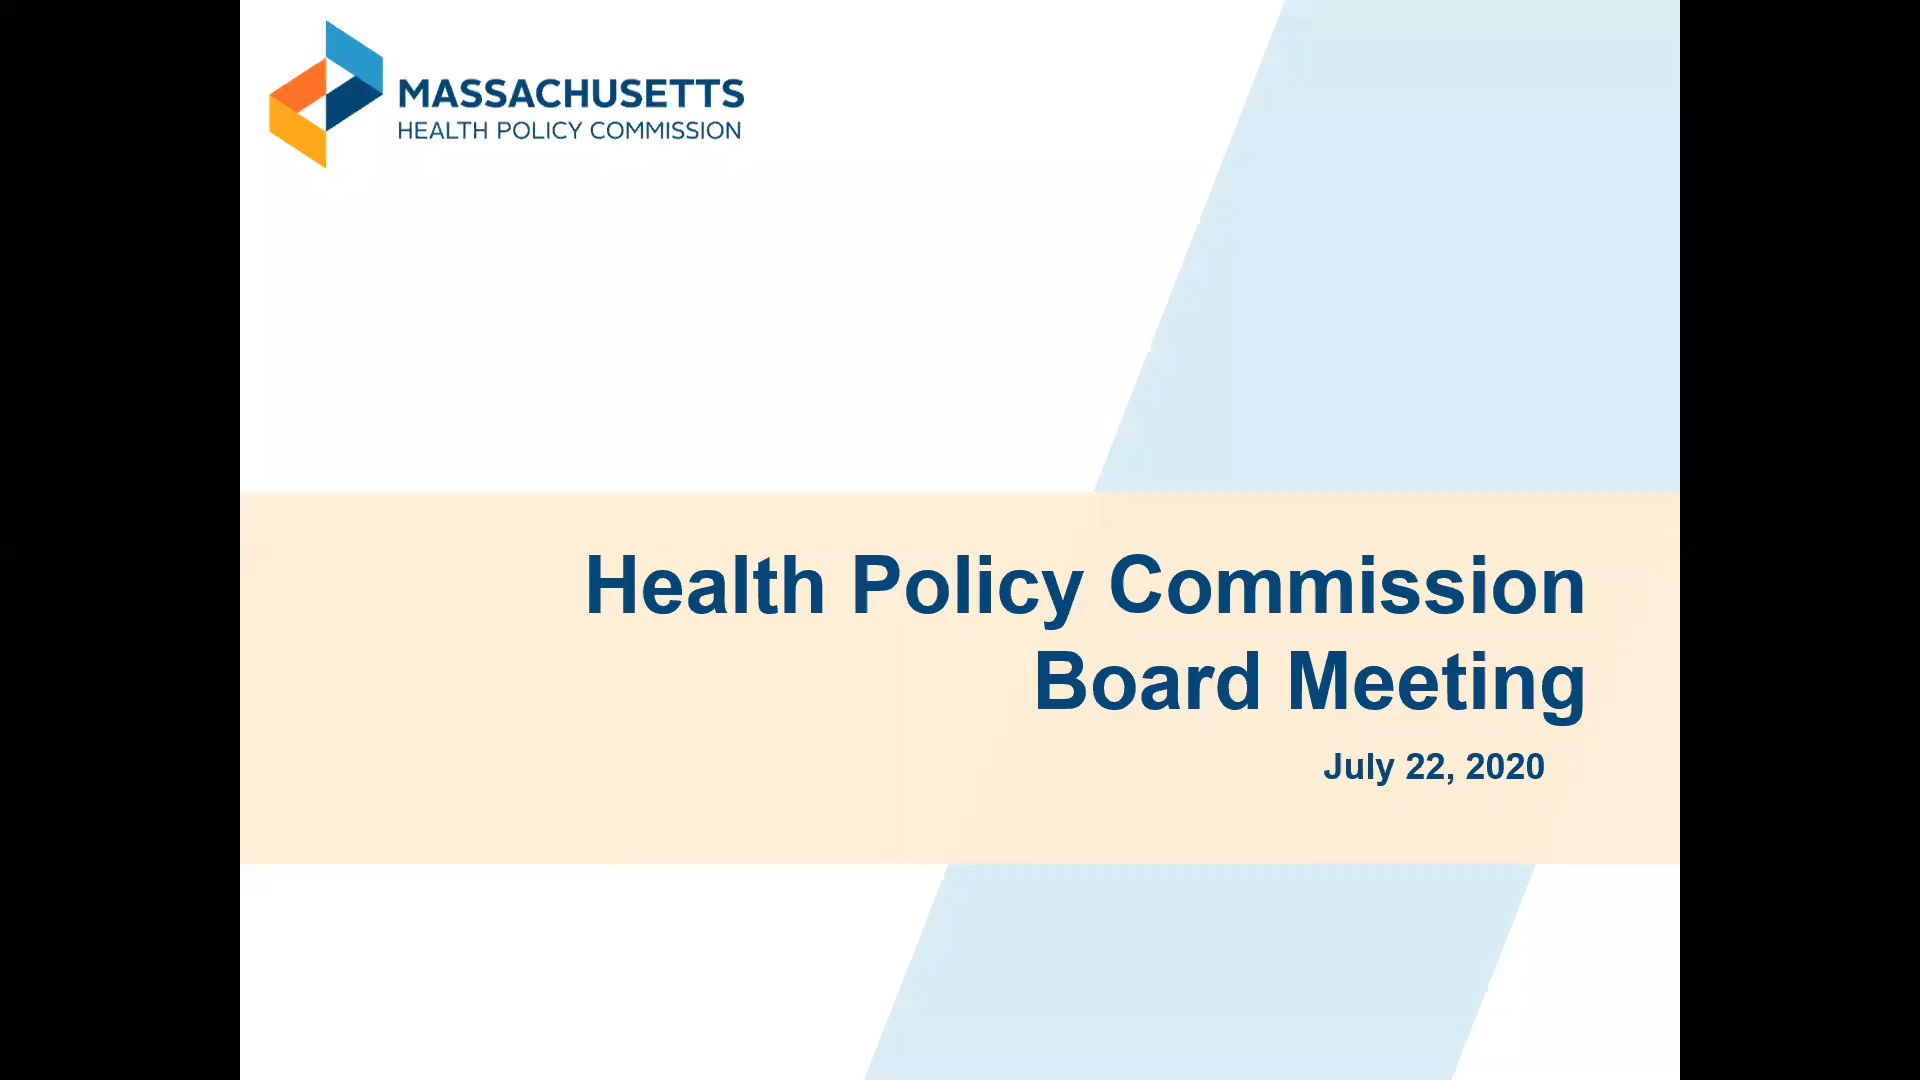 MASSACHUSETTS
HEALTH POLICY COMMISSION
Health Policy Commission
Board Meeting
July 22, 2020